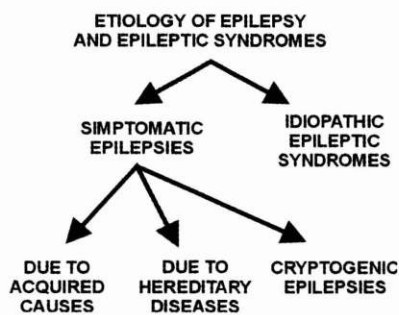 ETIOLOGY OF EPILEPSY
AND EPILEPTIC SYNDROMES
SIMPTOMATIC
EPILEPSIES
IDIOPATHIC
EPILEPTIC
SYNDROMES
DUE TO
ACQUIRED
CAUSES
DUE TO
HEREDITARY
DISEASES
CRYPTOGENIC
EPILEPSIES